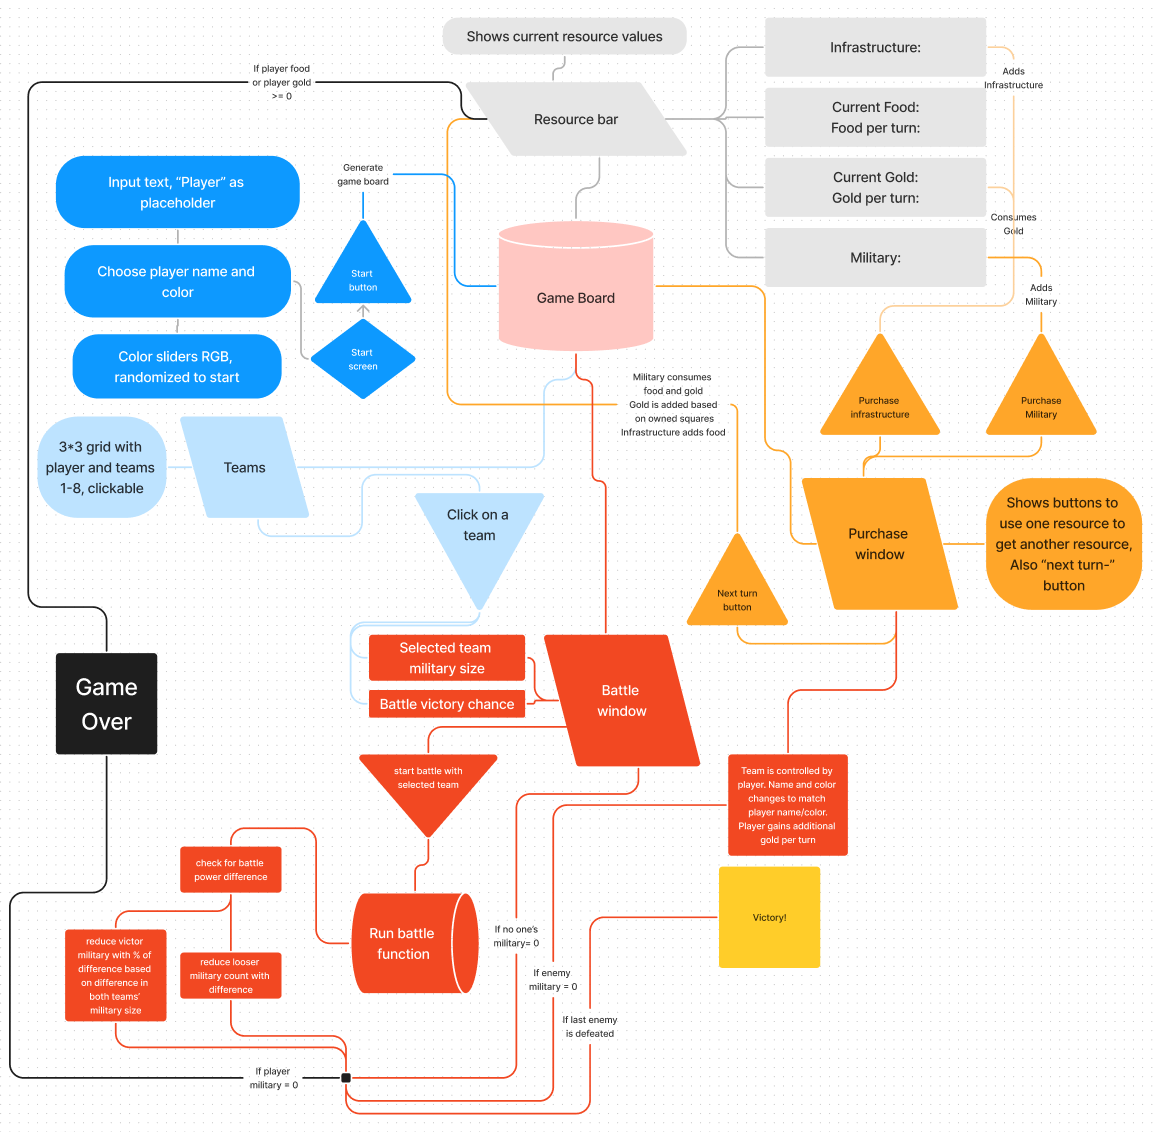 Shows current resource values
Infrastructure:
If player food
or player gold
>= 0
Adds
Infrastructure
Resource bar
Current Food:
Food per turn:
Generate
game board
Input text, “Player” as
placeholder
Current Gold:
Gold per turn:
Consumes
Gold
Military:
Choose player name and
color
Start
button
Game Board
Adds
Military
Color sliders RGB,
randomized to start
Start
screen
Military consumes
food and gold
Gold is added based
on owned squares
Infrastructure adds food
Purchase
infrastructure
Purchase
Military
3*3 grid with
player and teams
1-8, clickable
Teams
Click on a
team
Purchase
window
Shows buttons to
use one resource to
get another resource,
Also “next turn-”
button
Next turn
button
Selected team
military size
Battle victory chance
Battle
window
Game
Over
start battle with
selected team
Team is controlled by
player. Name and color
changes to match
player name/color.
Player gains additional
gold per turn
check for battle
power difference
Victory!
Run battle
function
If no one’s
military= 0
reduce victor
military with % of
difference based
on difference in
both teams’
military size
reduce looser
military count with
difference
If enemy
military = 0
If last enemy
is defeated
If player
military = 0